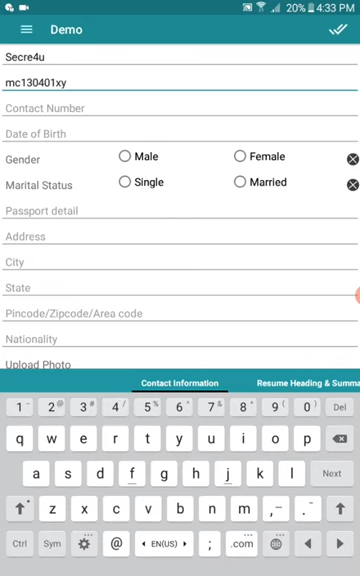 20% 4:33 PM
Demo
Secre4u
mc130401xy
Contact Number
Date of Birth
Gender Male Female
Marital Status Single Married
Passport detail
Address
City
State
Pincode/Zipcode/Area code
Nationality
Upload Photo
Contact Information Resume Heading & Summa
1 - 2 @ 3 # 4 / 5 % 6 ^ 7 & 8 * 9 ( 0 ) Del
q w e r t y u i o p
a s d f g h j k l Next
z x c v b n m , .
Ctrl Sym @ EN(US) ; .com